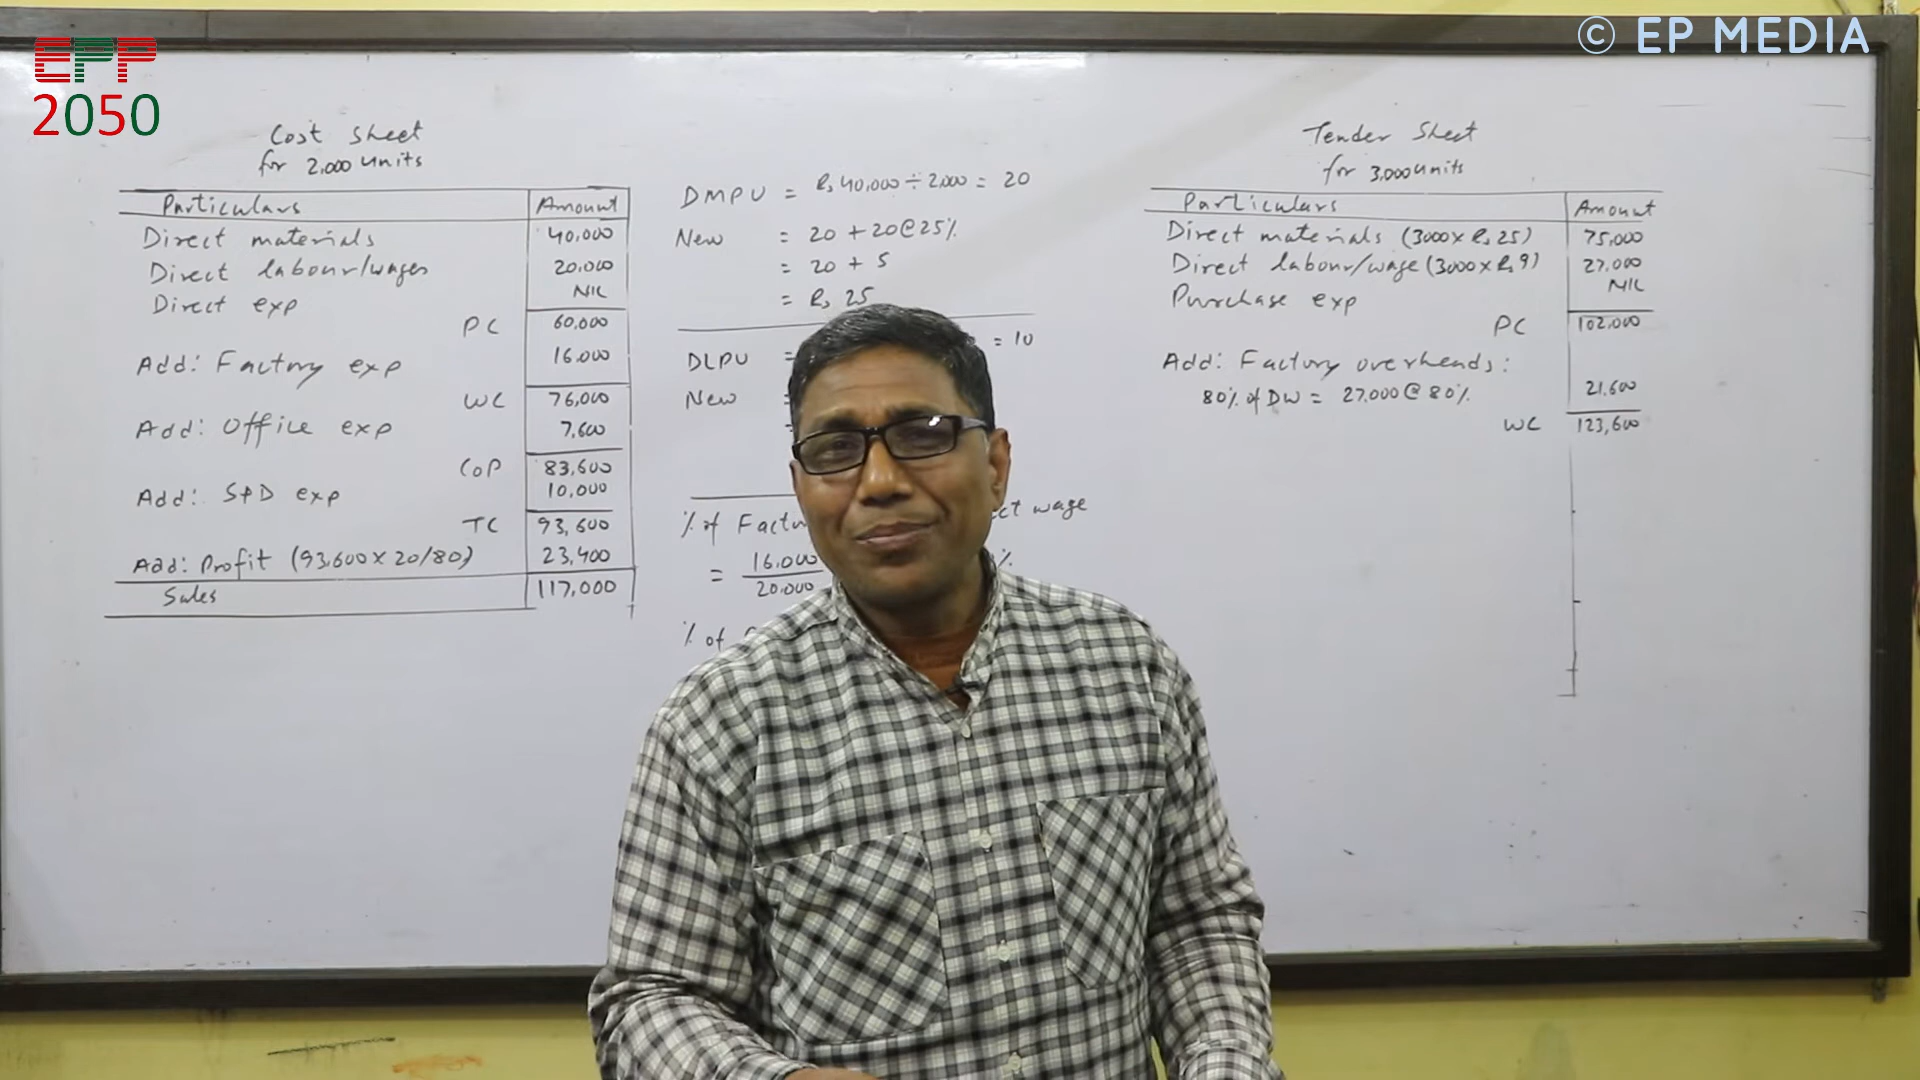 EPP
2050
© EP MEDIA
Cost Sheet
for 2,000 units
Particulars Amount
Direct materials 40,000
Direct labour/wages 20,000
Direct exp NIL
PC 60,000
Add: Factory exp 16,000
WC 76,000
Add: Office exp 7,600
COP 83,600
Add: S&D exp 10,000
TC 93,600
Add: Profit (93,600 x 20/80) 23,400
Sales 117,000
DMPU = Rs 40,000 ÷ 2,000 = 20
New = 20 + 20@25%
= 20 + 5
= Rs 25
DLPU = = 10
New =
=
% of Factory wage
= 16,000 %
20,000
% of
Tender Sheet
for 3,000 units
Particulars Amount
Direct materials (3000 x Rs 25) 75,000
Direct labour/wage (3000 x Rs 9) 27,000
Purchase exp NIL
PC 102,000
Add: Factory overheads:
80% of DW = 27,000@80% 21,600
WC 123,600